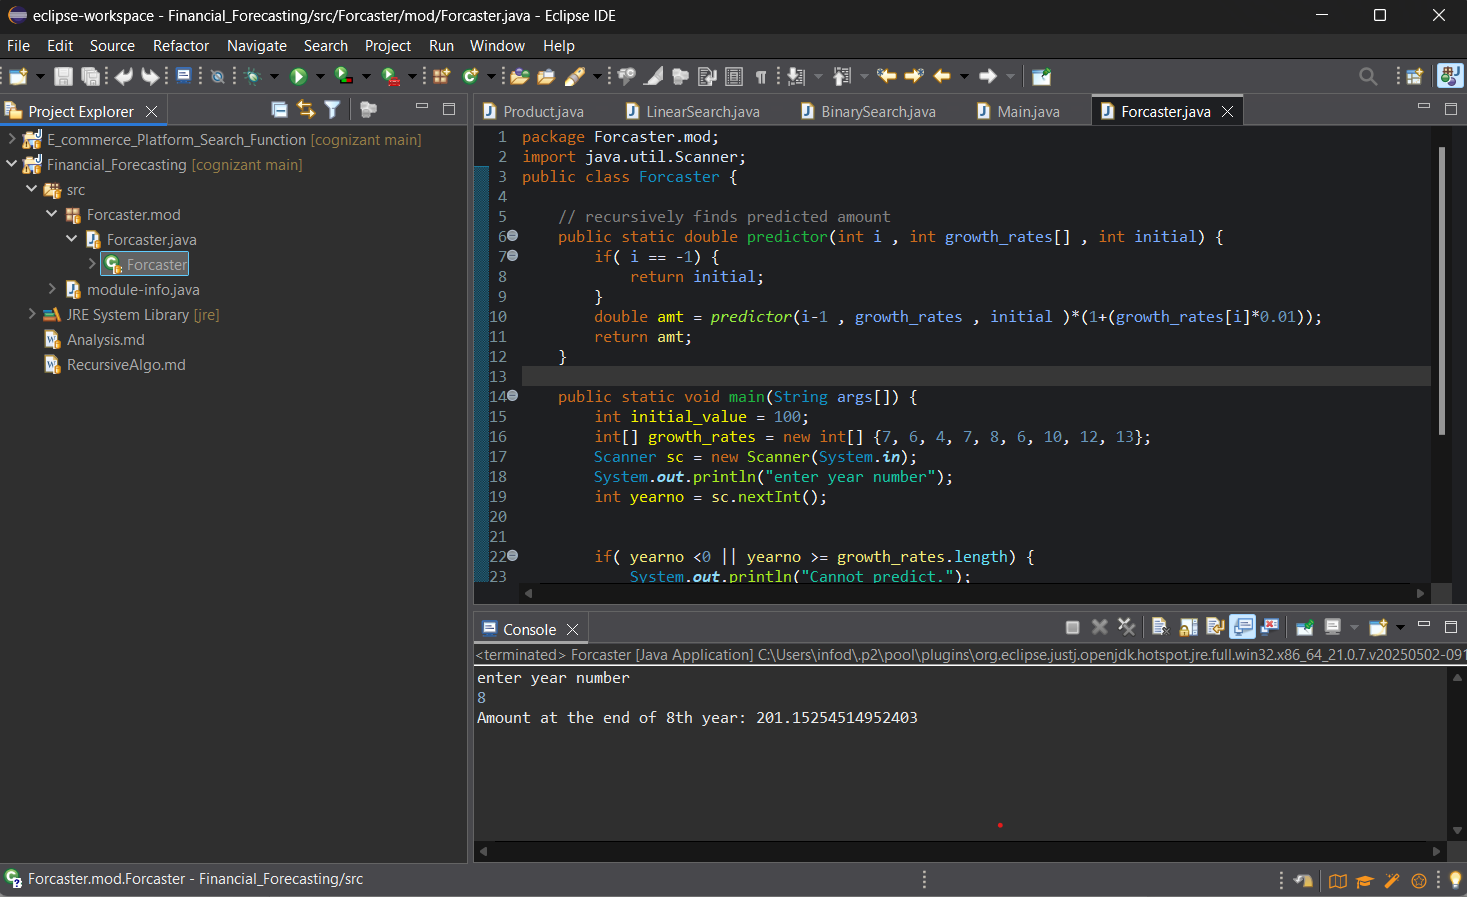 eclipse-workspace - Financial_Forecasting/src/Forcaster/mod/Forcaster.java - Eclipse IDE
File Edit Source Refactor Navigate Search Project Run Window Help
Project Explorer
E_commerce_Platform_Search_Function [cognizant main]
Financial_Forecasting [cognizant main]
src
Forcaster.mod
Forcaster.java
Forcaster
module-info.java
JRE System Library [jre]
Analysis.md
RecursiveAlgo.md
Product.java LinearSearch.java BinarySearch.java Main.java Forcaster.java
1 package Forcaster.mod;
2 import java.util.Scanner;
3 public class Forcaster {
4
5 // recursively finds predicted amount
6 public static double predictor(int i , int growth_rates[] , int initial) {
7 if( i == -1) {
8 return initial;
9 }
10 double amt = predictor(i-1 , growth_rates , initial )*(1+(growth_rates[i]*0.01));
11 return amt;
12 }
13
14 public static void main(String args[]) {
15 int initial_value = 100;
16 int[] growth_rates = new int[] {7, 6, 4, 7, 8, 6, 10, 12, 13};
17 Scanner sc = new Scanner(System.in);
18 System.out.println("enter year number");
19 int yearno = sc.nextInt();
20
21
22 if( yearno <0 || yearno >= growth_rates.length) {
23 System.out.println("Cannot predict.");
Console
<terminated> Forcaster [Java Application] C:\Users\infod\.p2\pool\plugins\org.eclipse.justj.openjdk.hotspot.jre.full.win32.x86_64_21.0.7.v20250502-091
enter year number
8
Amount at the end of 8th year: 201.15254514952403
Forcaster.mod.Forcaster - Financial_Forecasting/src